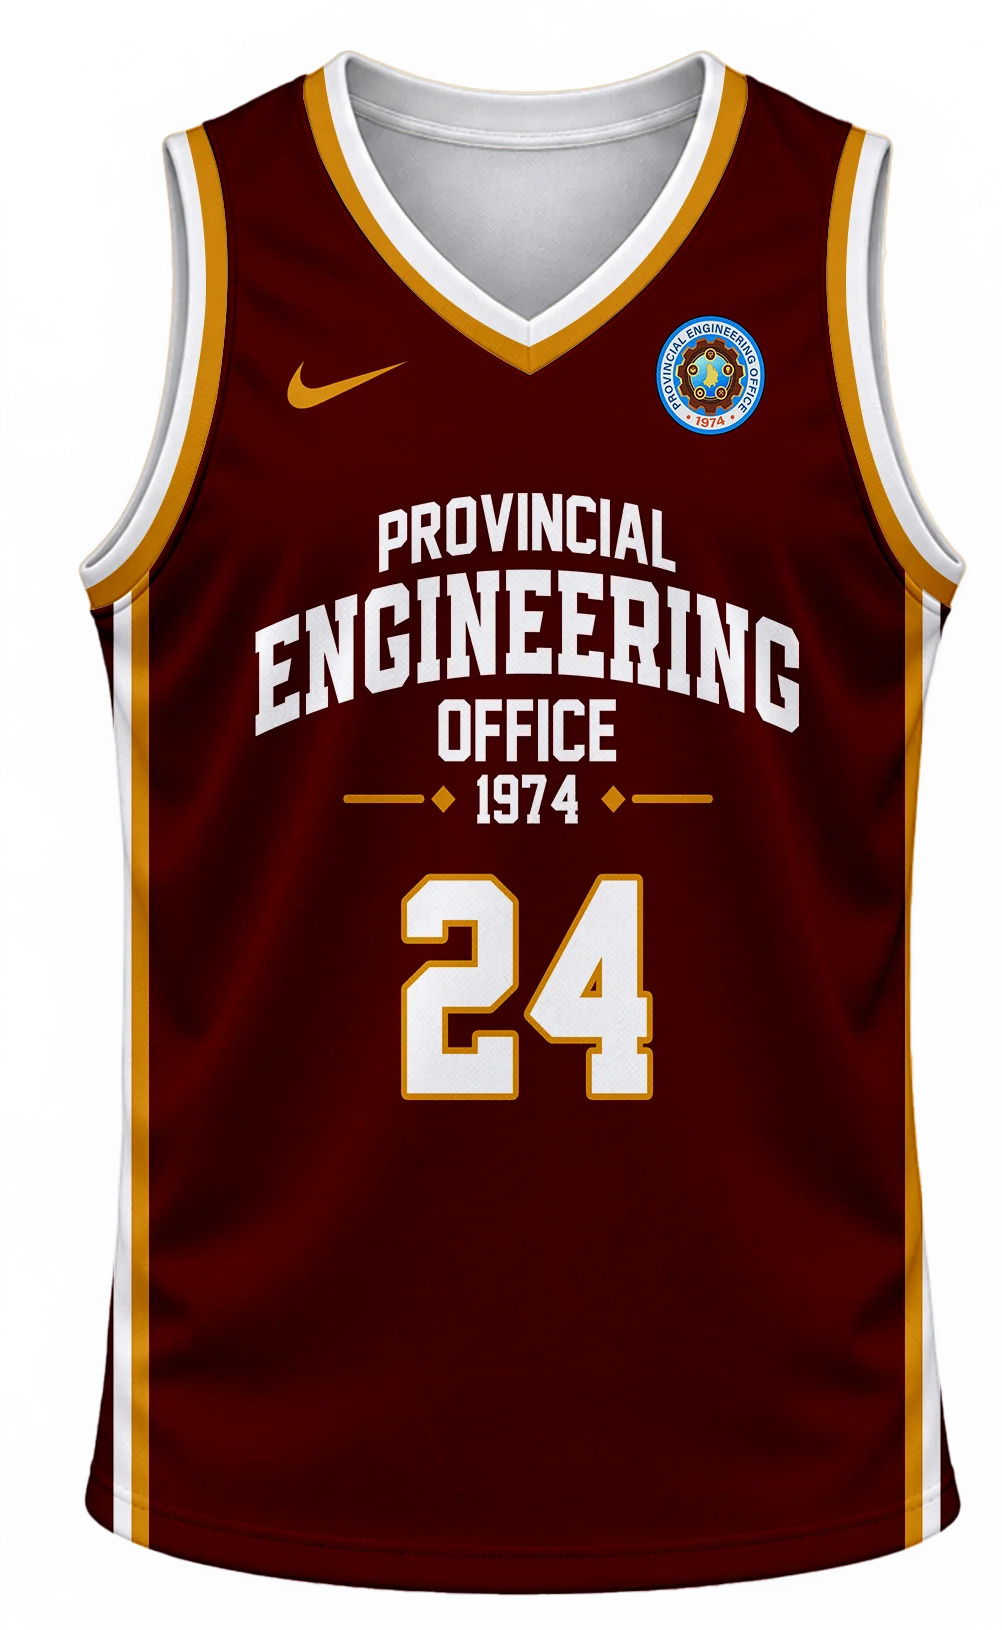 PROVINCIAL ENGINEERING OFFICE
• 1974 •
PROVINCIAL
ENGINEERING
OFFICE
1974
24